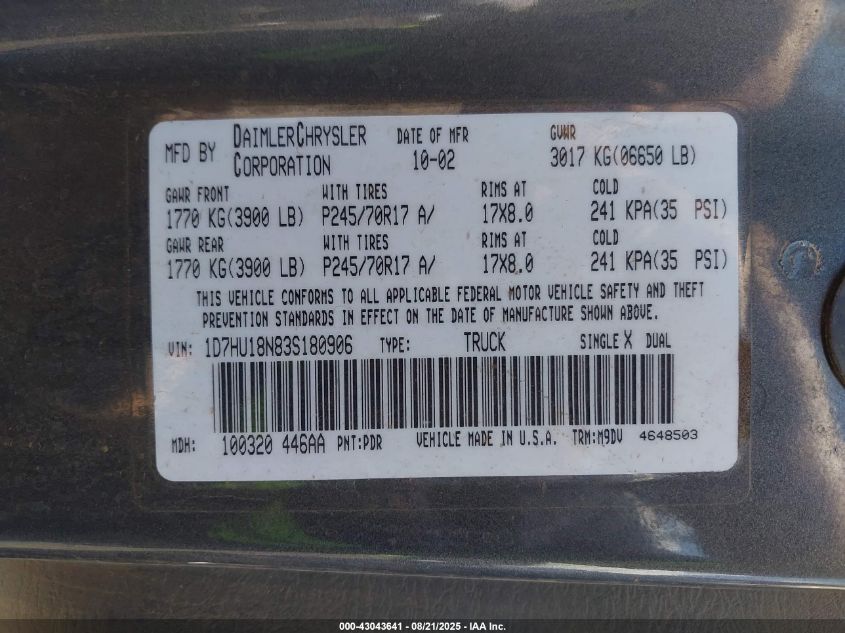 MFD BY DAIMLERCHRYSLER CORPORATION DATE OF MFR 10-02 GVWR 3017 KG(06650 LB)
GAWR FRONT WITH TIRES RIMS AT COLD
1770 KG(3900 LB) P245/70R17 A/ 17X8.0 241 KPA(35 PSI)
GAWR REAR WITH TIRES RIMS AT COLD
1770 KG(3900 LB) P245/70R17 A/ 17X8.0 241 KPA(35 PSI)
THIS VEHICLE CONFORMS TO ALL APPLICABLE FEDERAL MOTOR VEHICLE SAFETY AND THEFT
PREVENTION STANDARDS IN EFFECT ON THE DATE OF MANUFACTURE SHOWN ABOVE.
VIN: 1D7HU18N83S180906 TYPE: TRUCK SINGLE X DUAL
MDH: 100320 446AA PNT:PDR VEHICLE MADE IN U.S.A. TRM:M9DV 4648503
000-43043641 - 08/21/2025 - IAA Inc.